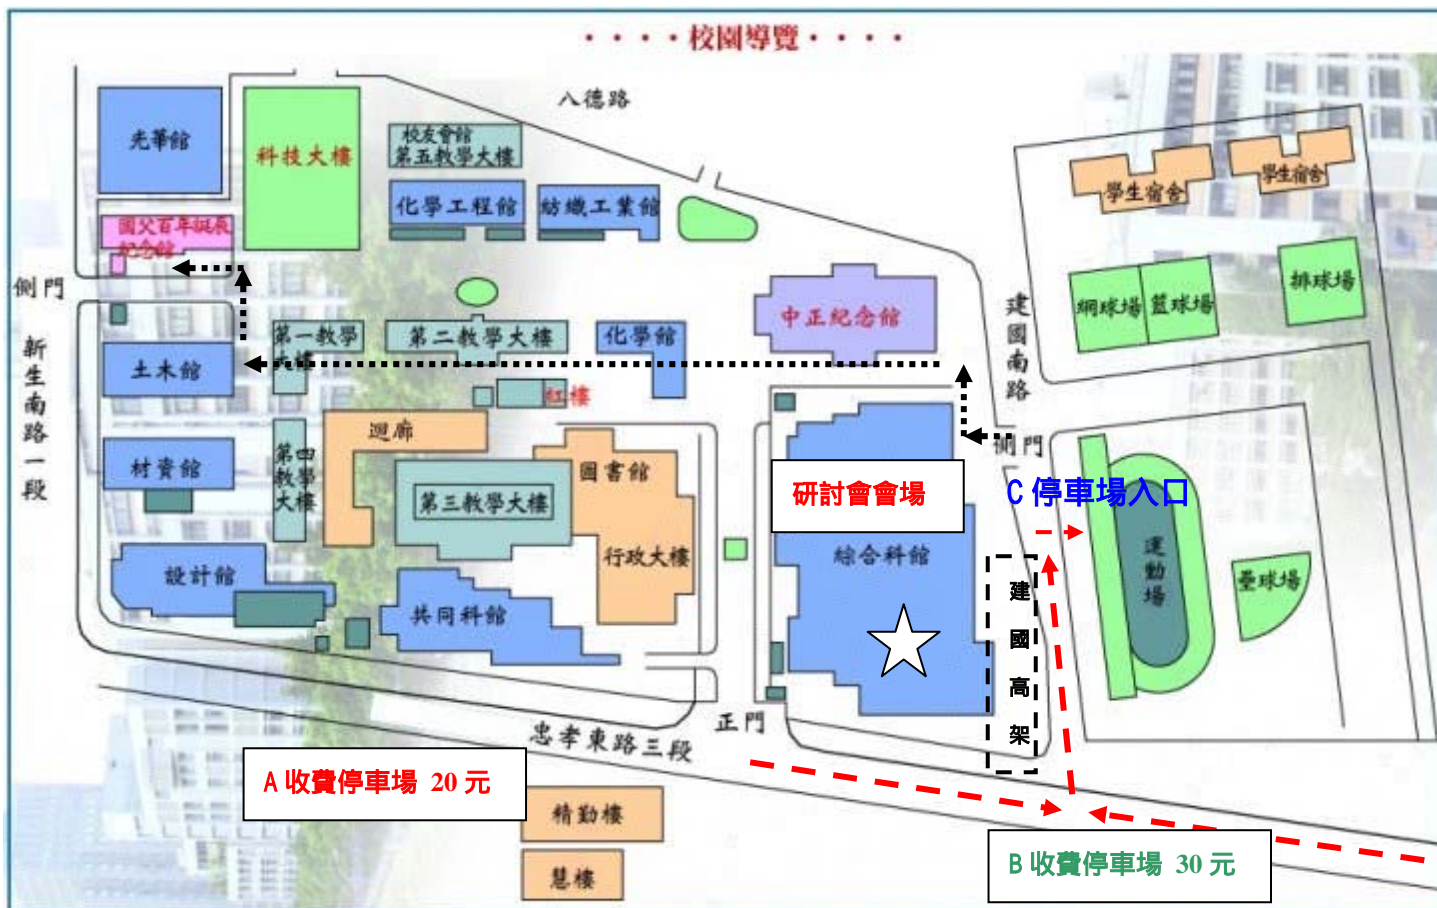 ．．．．校園導覽．．．．
八德路
光華館
科技大樓
校友會館
第五教學大樓
化學工程館
紡織工業館
國父百年誕辰
紀念館
學生宿舍
學生宿舍
側門
新生南路一段
土木館
第一教學
大樓
第二教學大樓
化學館
中正紀念館
建國南路
網球場
籃球場
排球場
紅樓
迴廊
材資館
第四
教學
大樓
第三教學大樓
圖書館
行政大樓
側門
研討會會場
C 停車場入口
綜合科館
建國高架
運動場
壘球場
設計館
共同科館
正門
忠孝東路三段
A 收費停車場 20 元
精勤樓
慧樓
B 收費停車場 30 元